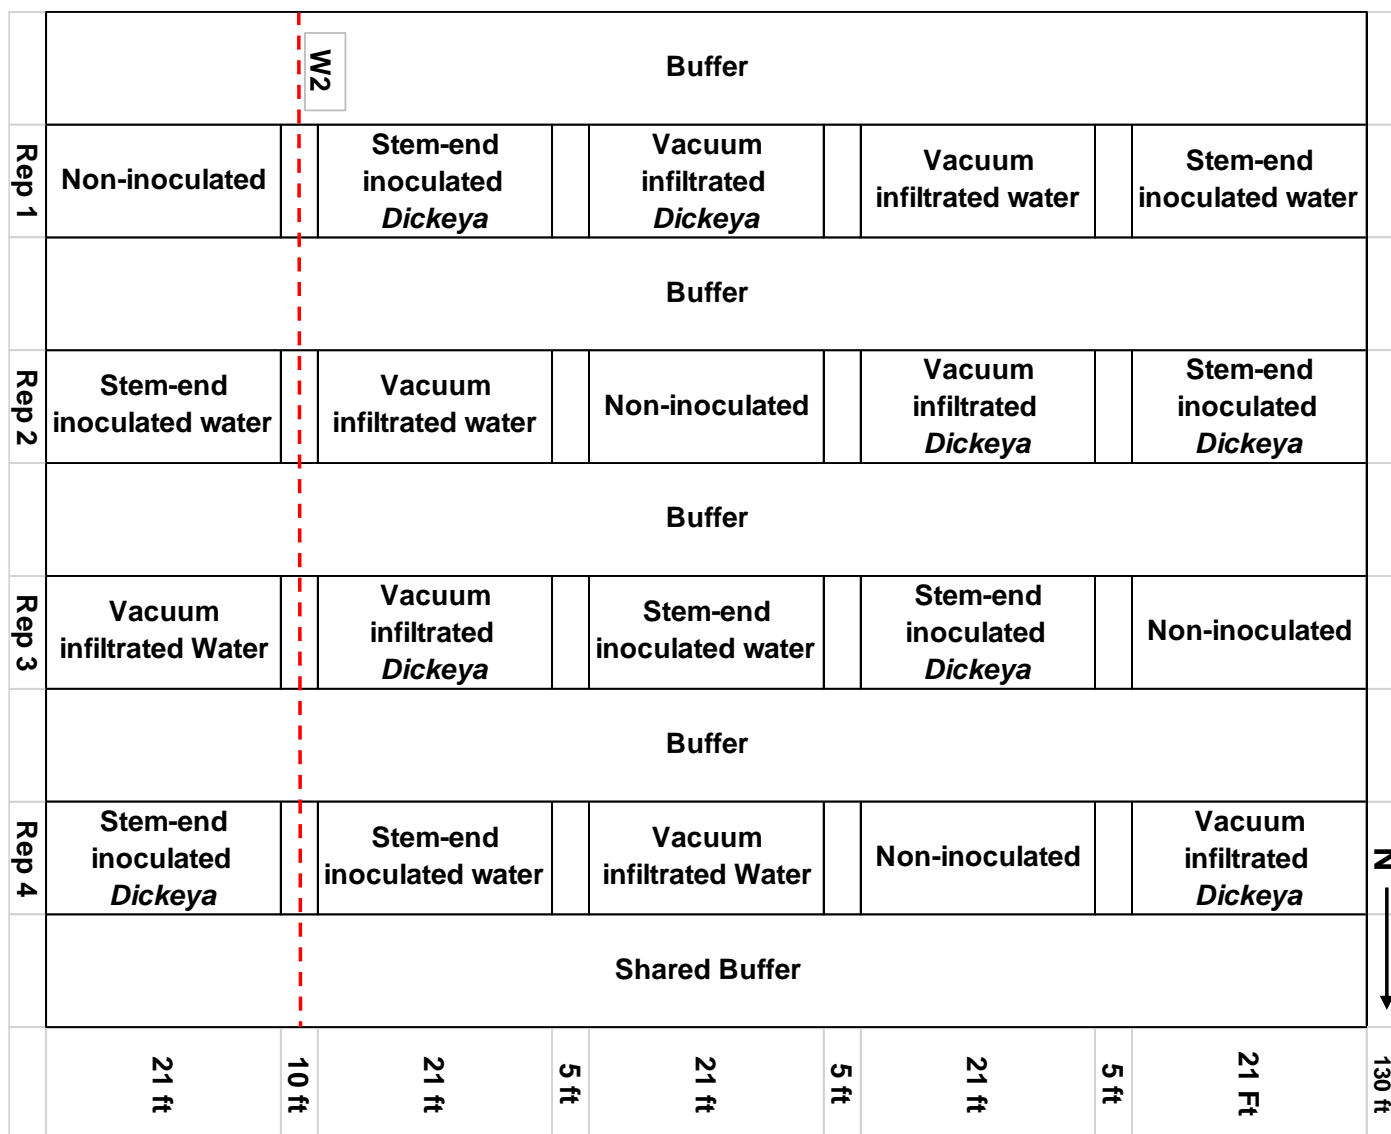 Buffer
W2
Rep 1
Non-inoculated
Stem-end
inoculated
Dickeya
Vacuum
infiltrated
Dickeya
Vacuum
infiltrated water
Stem-end
inoculated water
Buffer
Rep 2
Stem-end
inoculated water
Vacuum
infiltrated water
Non-inoculated
Vacuum
infiltrated
Dickeya
Stem-end
inoculated
Dickeya
Buffer
Rep 3
Vacuum
infiltrated Water
Vacuum
infiltrated
Dickeya
Stem-end
inoculated water
Stem-end
inoculated
Dickeya
Non-inoculated
Buffer
Rep 4
Stem-end
inoculated
Dickeya
Stem-end
inoculated water
Vacuum
infiltrated Water
Non-inoculated
Vacuum
infiltrated
Dickeya
N
Shared Buffer
21 ft
10 ft
21 ft
5 ft
21 ft
5 ft
21 ft
5 ft
21 Ft
130 ft